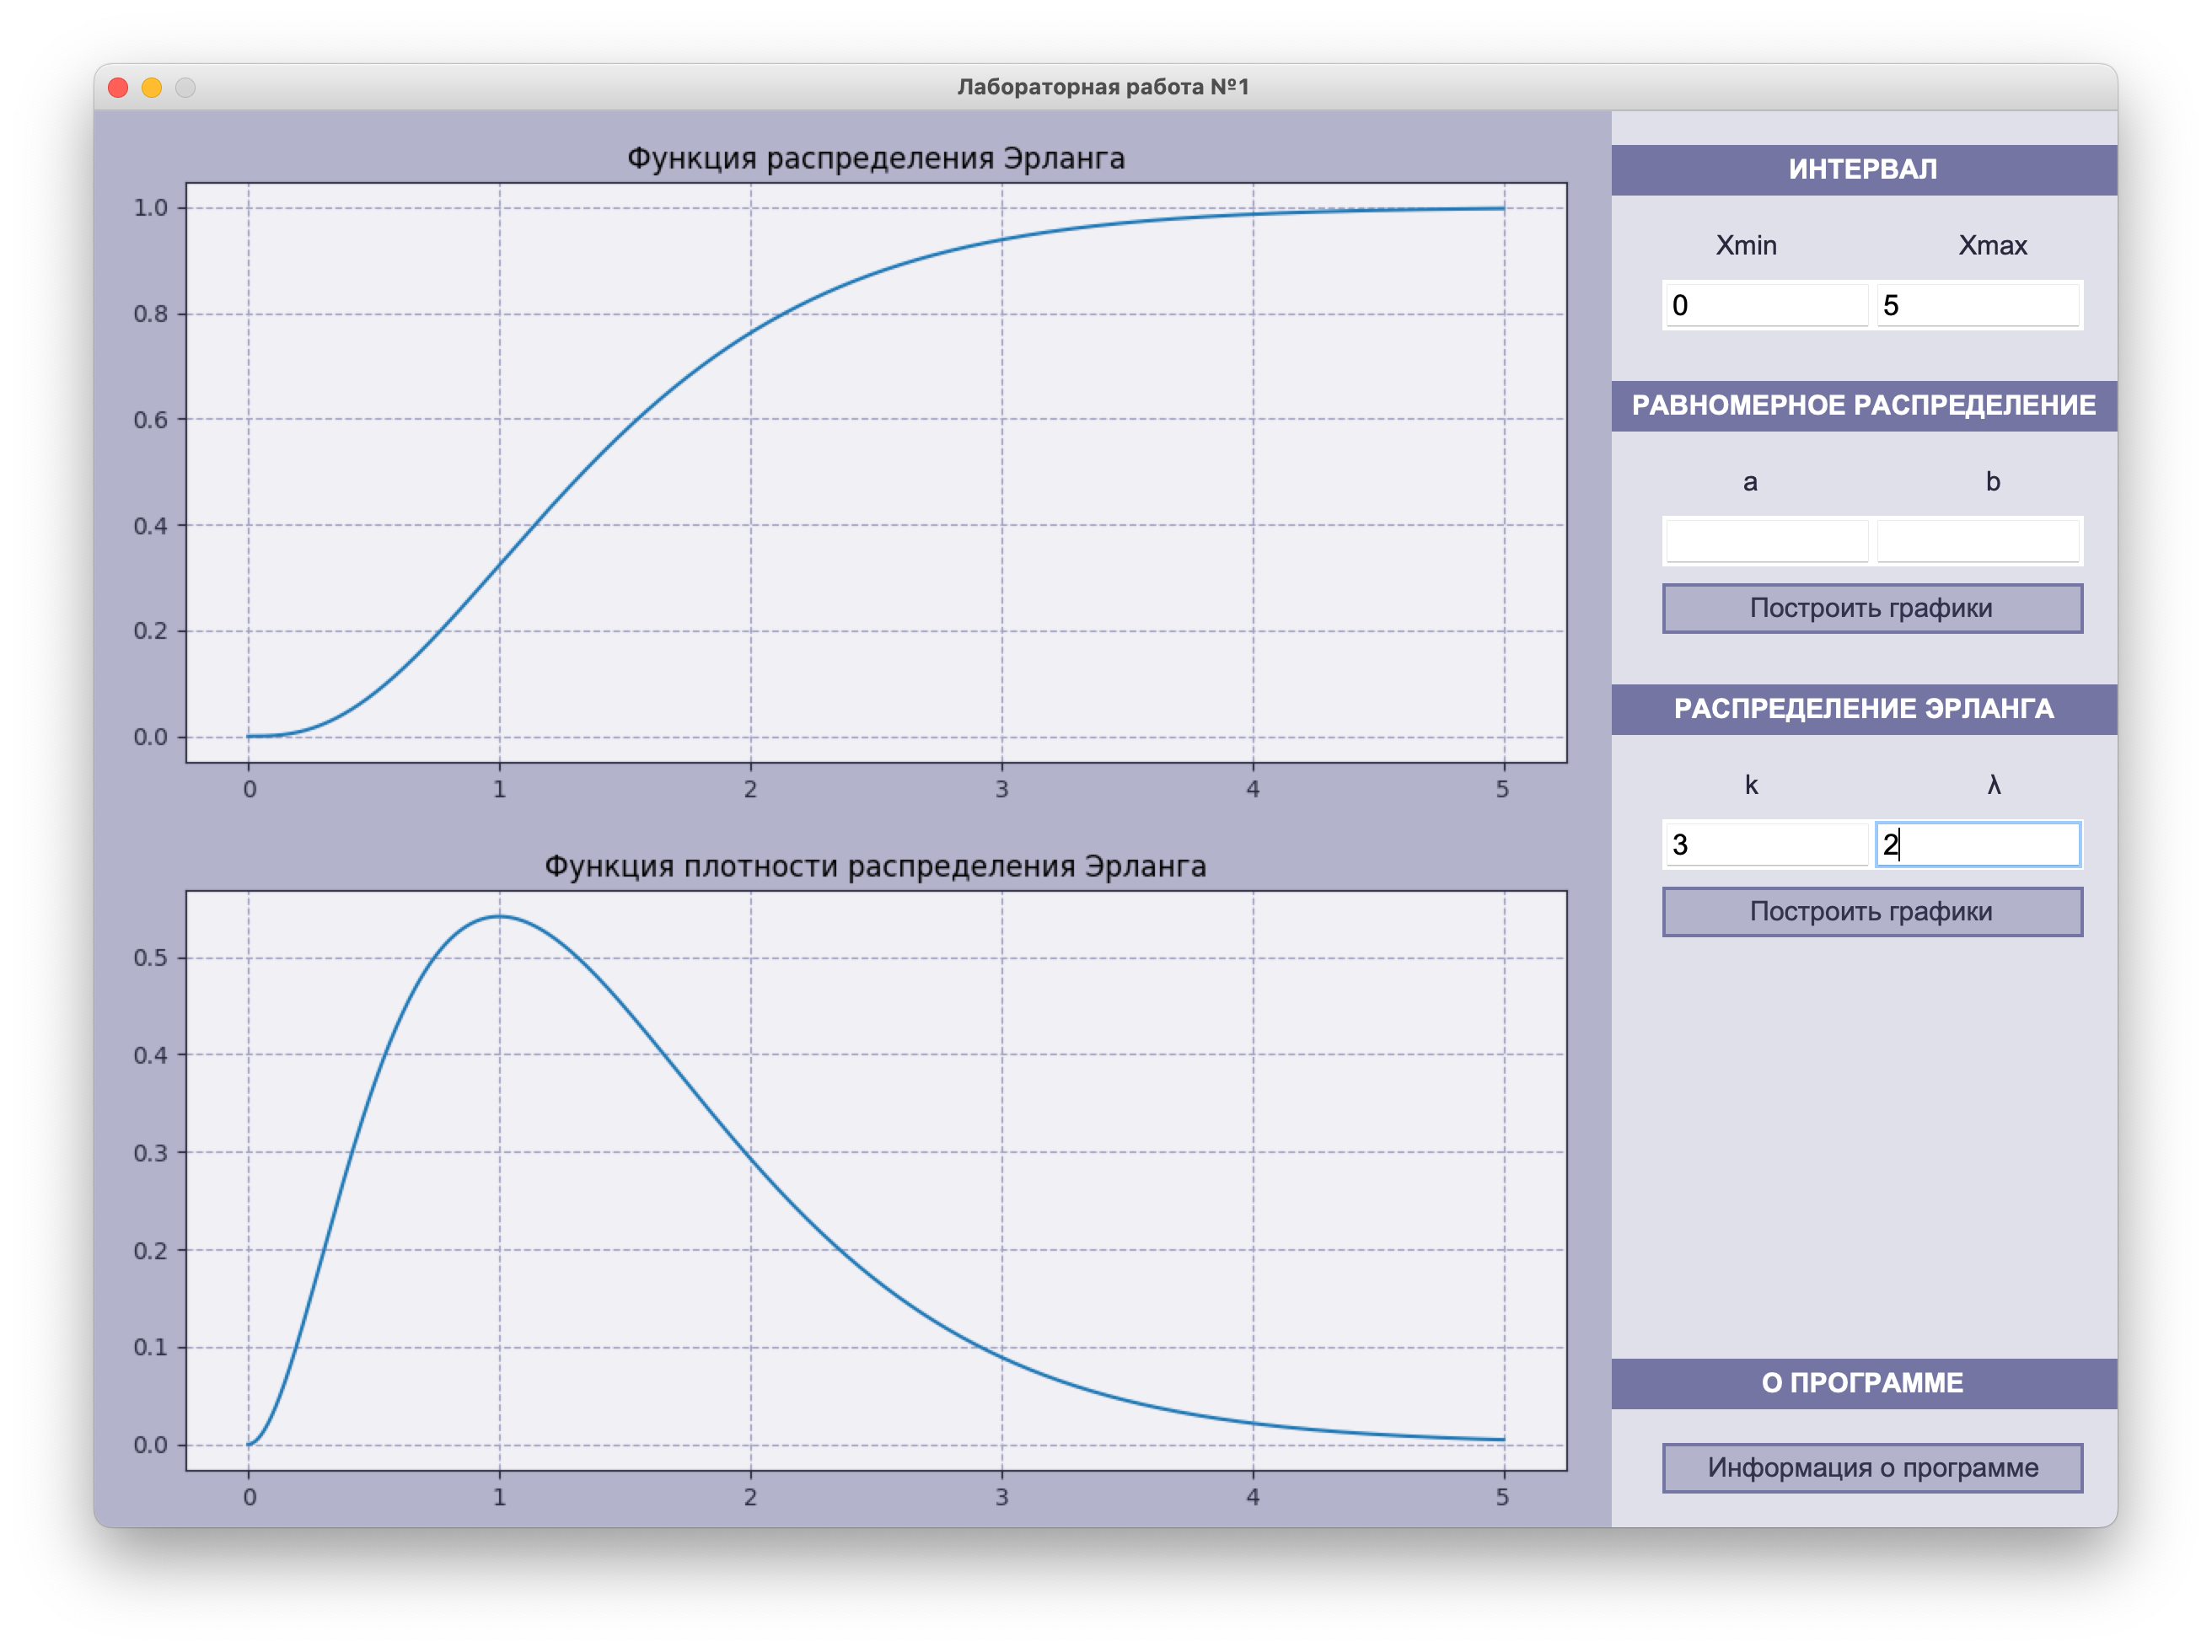 Лабораторная работа №1
Функция распределения Эрланга
1.0
0.8
0.6
0.4
0.2
0.0
0 1 2 3 4 5
Функция плотности распределения Эрланга
0.5
0.4
0.3
0.2
0.1
0.0
0 1 2 3 4 5
ИНТЕРВАЛ
Xmin Xmax
0 5
РАВНОМЕРНОЕ РАСПРЕДЕЛЕНИЕ
a b
Построить графики
РАСПРЕДЕЛЕНИЕ ЭРЛАНГА
k λ
3 2
Построить графики
О ПРОГРАММЕ
Информация о программе